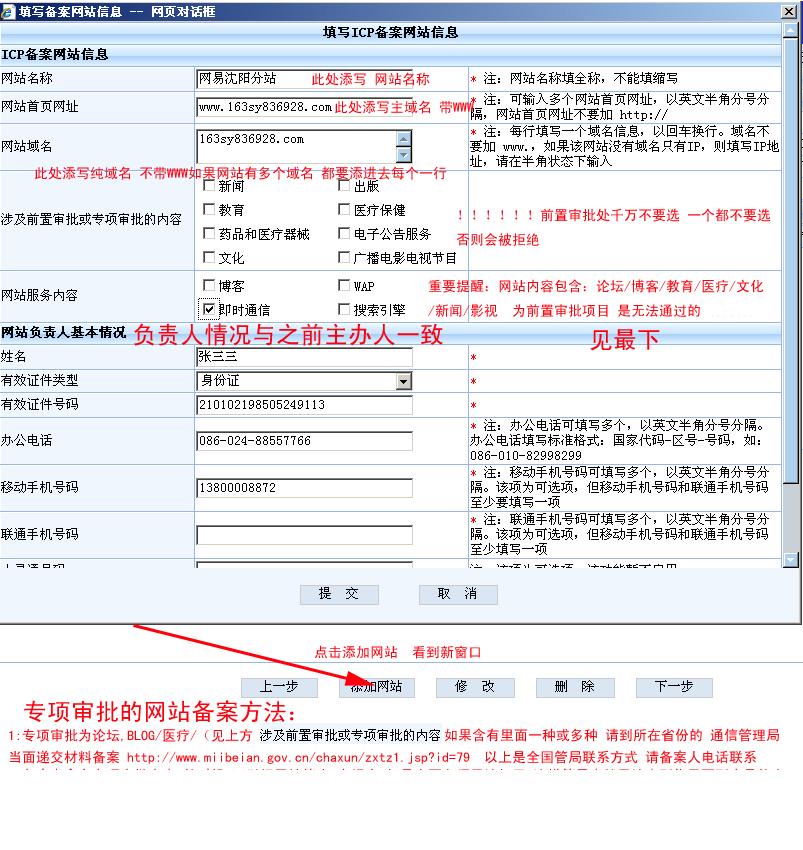 填写备案网站信息 -- 网页对话框
填写ICP备案网站信息
ICP备案网站信息
网站名称
网易沈阳分站
此处添写 网站名称
* 注: 网站名称填全称，不能填缩写
网站首页网址
www.163sy836928.com
此处添写主域名 带WWW
* 注: 可输入多个网站首页网址，以英文半角分号分
隔，网站首页网址不要加 http://
网站域名
163sy836928.com
* 注: 每行填写一个域名信息，以回车换行。域名不
要加 www.，如果该网站没有域名只有IP，则填写IP地
址，请在半角状态下输入
此处添写纯域名 不带WWW如果网站有多个域名 都要添进去每个一行
涉及前置审批或专项审批的内容
新闻
出版
教育
医疗保健
药品和医疗器械
电子公告服务
文化
广播电影电视节目
！！！！！！前置审批处千万不要选 一个都不要选
否则会被拒绝
网站服务内容
博客
WAP
即时通信
搜索引擎
重要提醒: 网站内容包含: 论坛/博客/教育/医疗/文化
/新闻/影视 为前置审批项目 是无法通过的
网站负责人基本情况
负责人情况与之前主办人一致
见最下
姓名
张三三
*
有效证件类型
身份证
*
有效证件号码
210102198505249113
*
办公电话
086-024-88557766
* 注: 办公电话可填写多个，以英文半角分号分隔。
办公电话填写标准格式: 国家代码-区号-号码，如:
086-010-82998299
移动手机号码
13800008872
* 注: 移动手机号码可填写多个，以英文半角分号分
隔。该项为可选项，但移动手机号码和联通手机号码
至少要填写一项
联通手机号码
* 注: 联通手机号码可填写多个，以英文半角分号分
隔。该项为可选项，但移动手机号码和联通手机号码
至少填写一项
提 交
取 消
点击添加网站 看到新窗口
上一步
添加网站
修 改
删 除
下一步
专项审批的网站备案方法:
1:专项审批为论坛,BLOG/医疗/（见上方 涉及前置审批或专项审批的内容 如果含有里面一种或多种 请到所在省份的 通信管理局
当面递交材料备案 http://www.miibeian.gov.cn/chaxun/zxtz1.jsp?id=79 以上是全国管局联系方式 请备案人电话联系